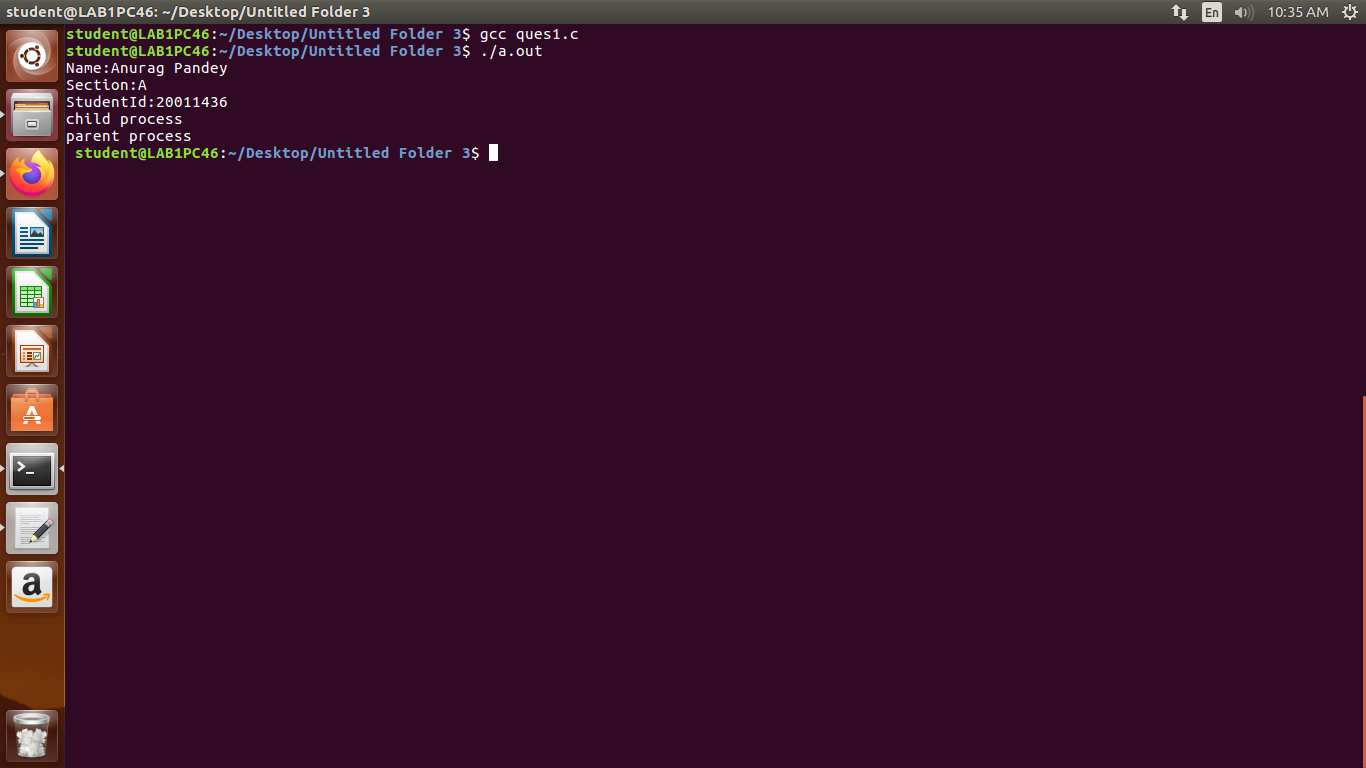 student@LAB1PC46: ~/Desktop/Untitled Folder 3
En
10:35 AM
student@LAB1PC46:~/Desktop/Untitled Folder 3$ gcc ques1.c
student@LAB1PC46:~/Desktop/Untitled Folder 3$ ./a.out
Name:Anurag Pandey
Section:A
StudentId:20011436
child process
parent process
student@LAB1PC46:~/Desktop/Untitled Folder 3$